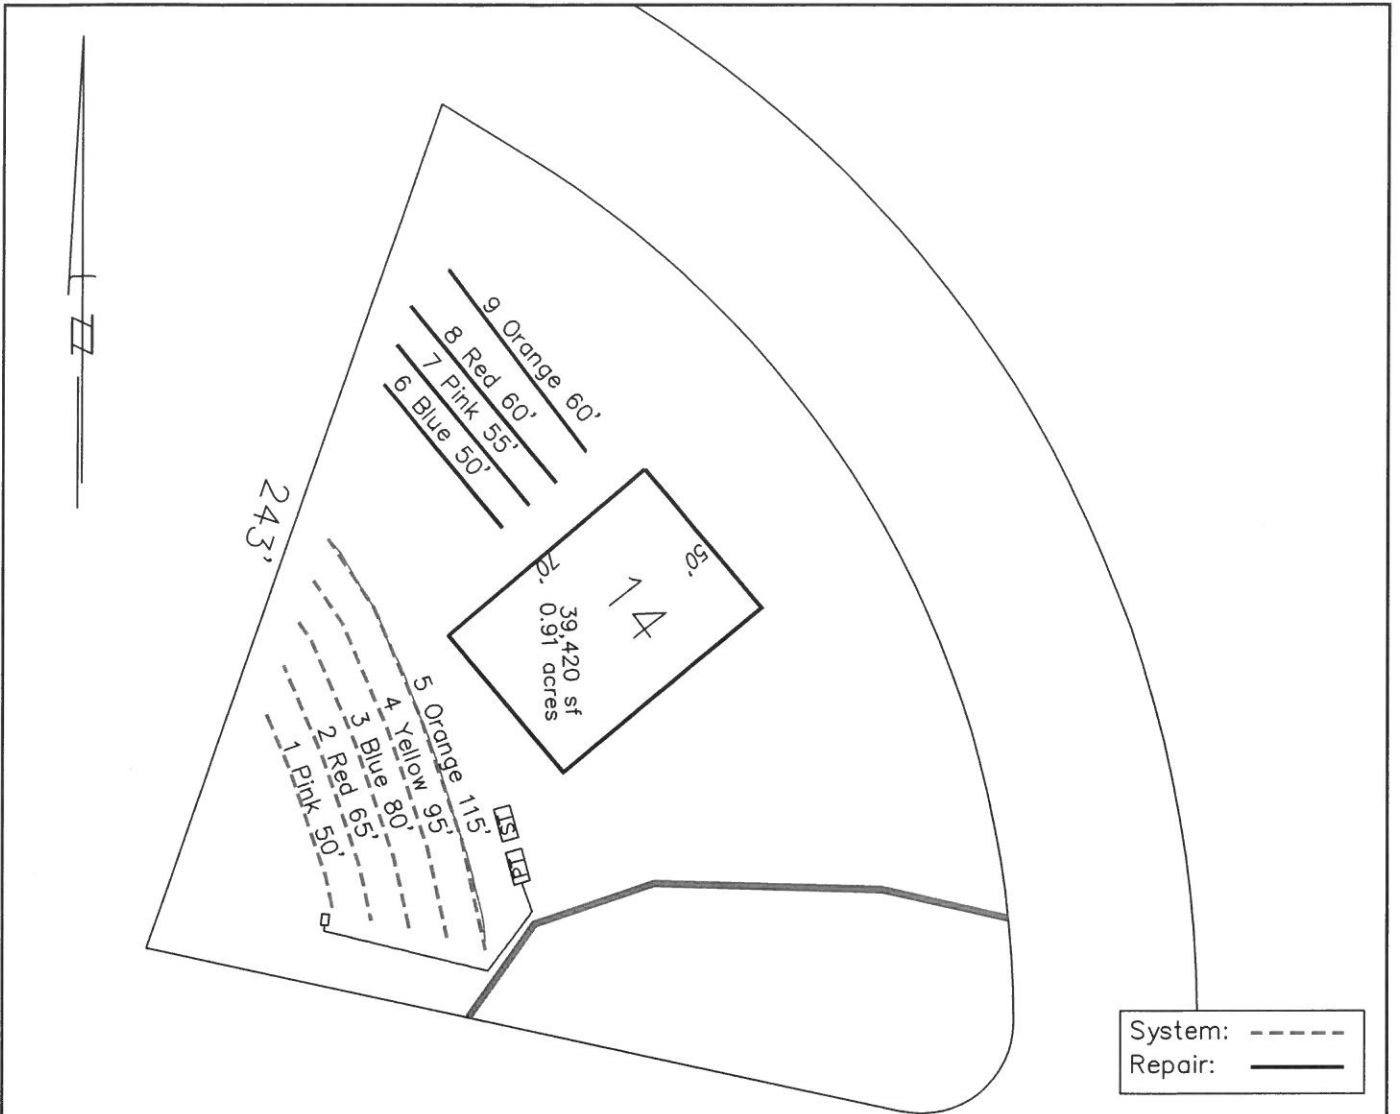 9 Orange 60'
8 Red 60'
7 Pink 55'
6 Blue 50'
243'
50'
70'
14
39,420 sf
0.91 acres
5 Orange 115'
4 Yellow 95'
3 Blue 80'
2 Red 65'
1 Pink 50'
ST
PT
System:
Repair: